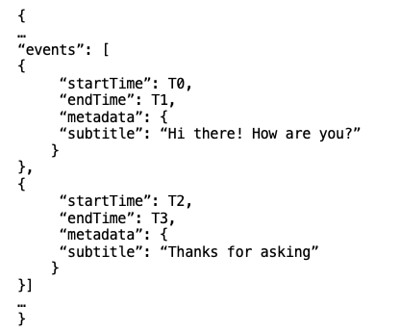 {
…
“events”: [
{
“startTime”: T0,
“endTime”: T1,
“metadata”: {
“subtitle”: “Hi there! How are you?”
}
},
{
“startTime”: T2,
“endTime”: T3,
“metadata”: {
“subtitle”: “Thanks for asking”
}
}]
…
}